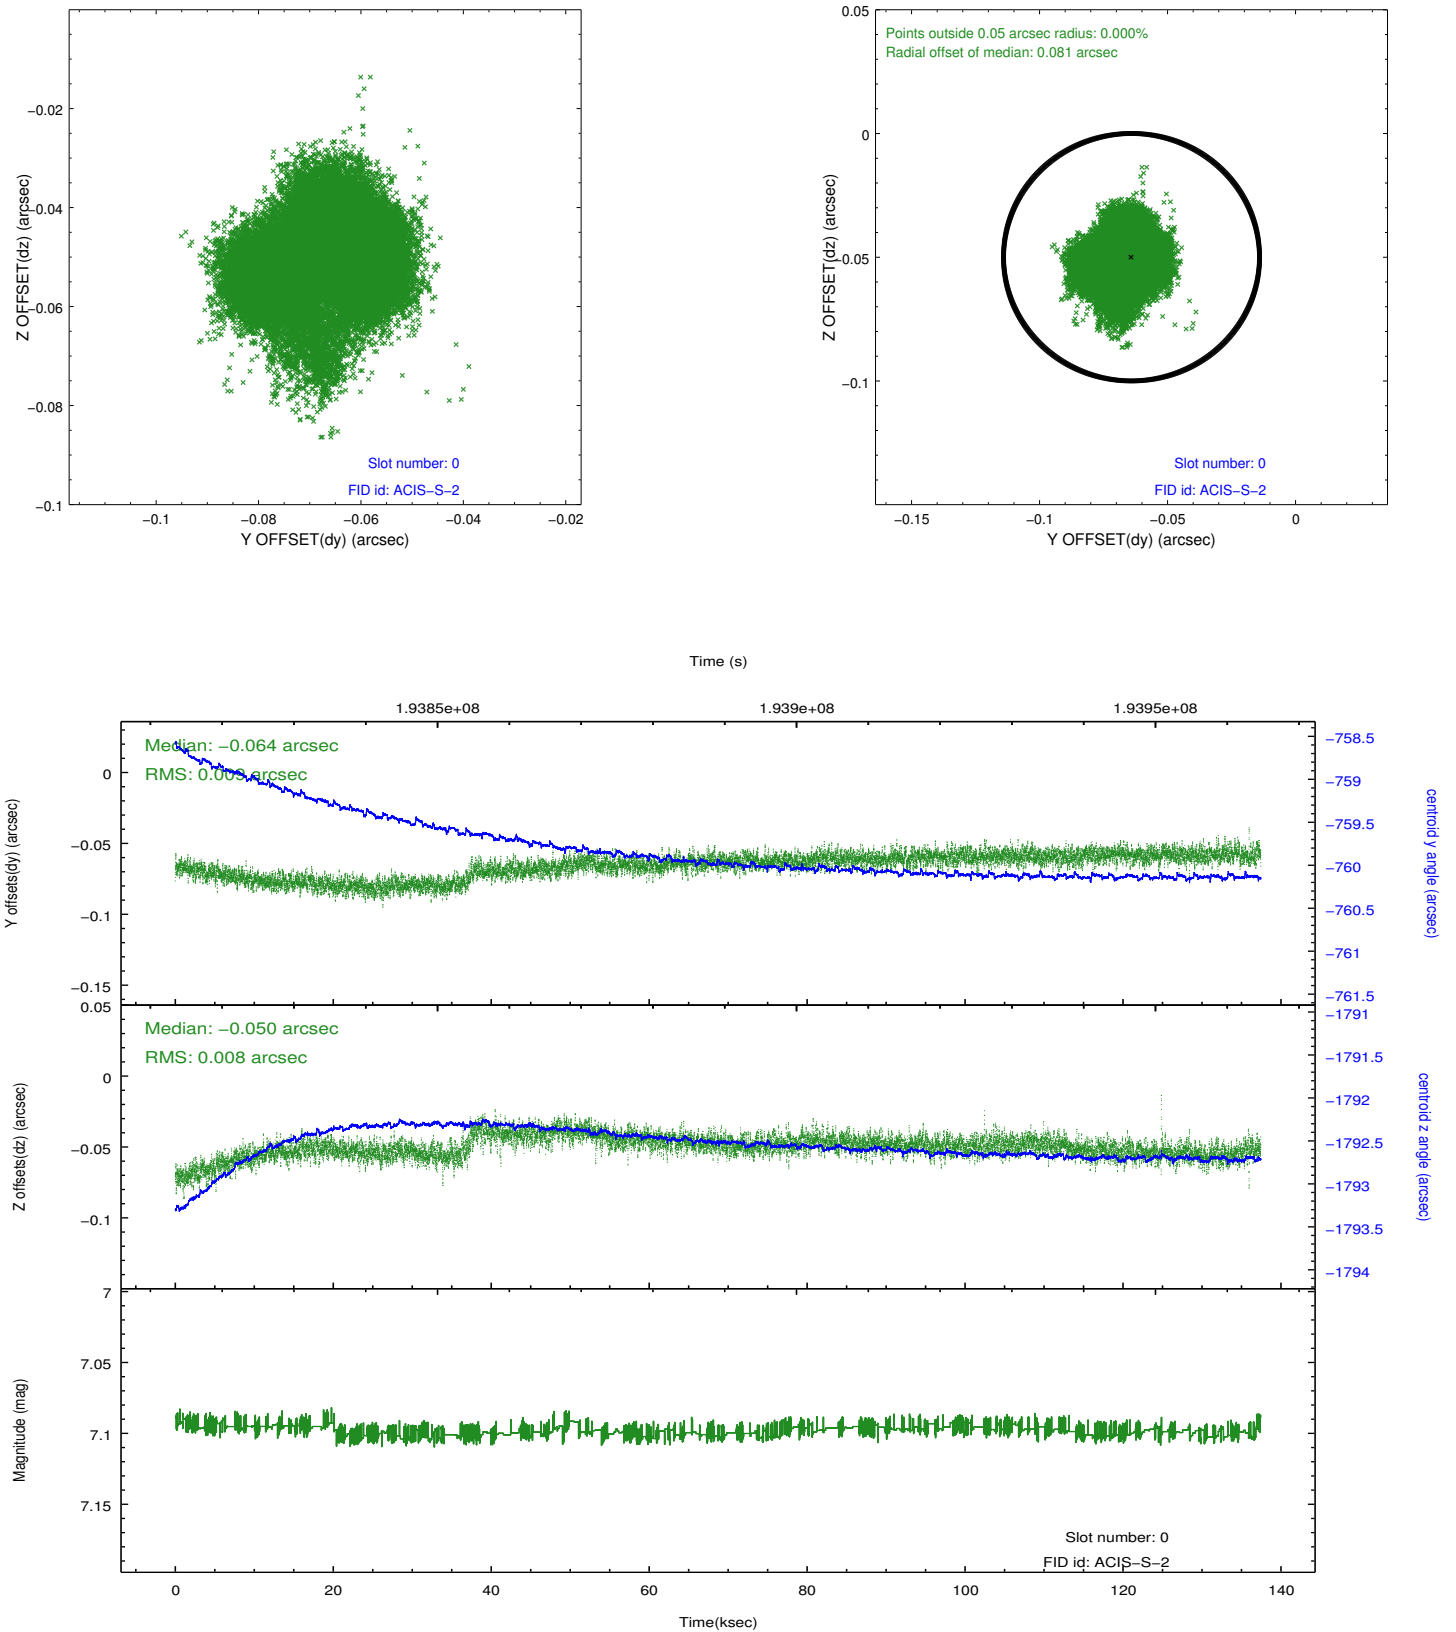 −0.02
−0.04
−0.06
−0.08
−0.1
Z OFFSET(dz) (arcsec)
Slot number: 0
FID id: ACIS−S−2
−0.1
−0.08
−0.06
−0.04
−0.02
Y OFFSET(dy) (arcsec)
0.05
0
−0.05
−0.1
Z OFFSET(dz) (arcsec)
Points outside 0.05 arcsec radius: 0.000%
Radial offset of median: 0.081 arcsec
Slot number: 0
FID id: ACIS−S−2
−0.15
−0.1
−0.05
0
Y OFFSET(dy) (arcsec)
Time (s)
1.9385e+08
1.939e+08
1.9395e+08
Median: −0.064 arcsec
RMS: 0.009 arcsec
0
−0.05
−0.1
−0.15
Y offsets(dy) (arcsec)
−758.5
−759
−759.5
−760
−760.5
−761
−761.5
centroid y angle (arcsec)
Median: −0.050 arcsec
RMS: 0.008 arcsec
0.05
0
−0.05
−0.1
Z offsets(dz) (arcsec)
−1791
−1791.5
−1792
−1792.5
−1793
−1793.5
−1794
centroid z angle (arcsec)
7
7.05
7.1
7.15
Magnitude (mag)
Slot number: 0
FID id: ACIS−S−2
0
20
40
60
80
100
120
140
Time(ksec)